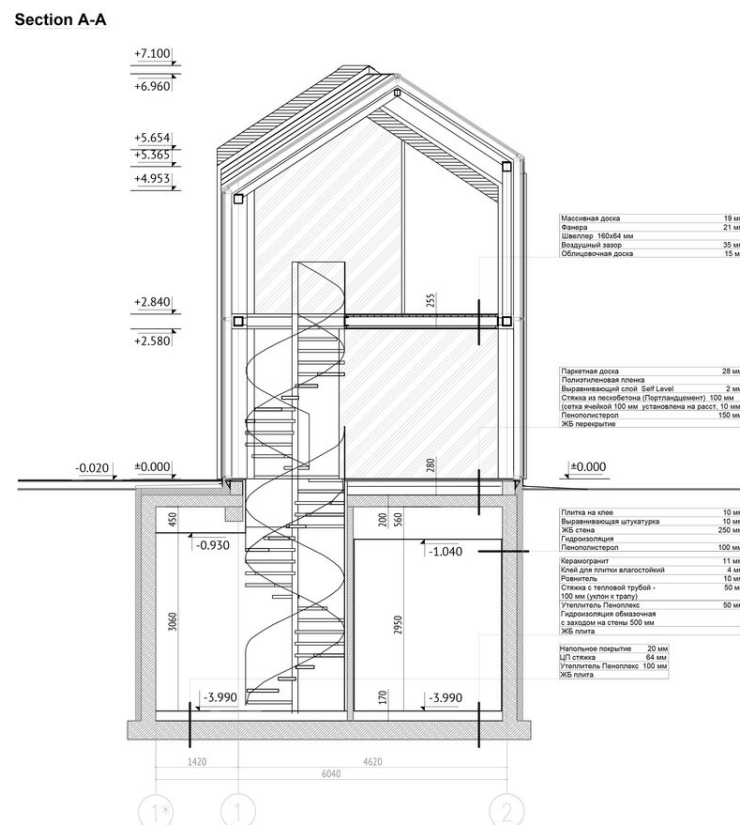 Section A-A
+7.100
+6.960
+5.654
+5.365
+4.953
+2.840
+2.580
-0.020
±0.000
±0.000
255
280
450
200
560
-0.930
-1.040
3060
2950
170
-3.990
-3.990
1420
4620
6040
1*
1
2
Массивная доска 19 мм
Фанера 21 мм
Швеллер 160х64 мм
Воздушный зазор 35 мм
Облицовочная доска 15 мм
Паркетная доска 28 мм
Полиэтиленовая пленка
Выравнивающий слой Self Level 2 мм
Стяжка из пескобетона (Портландцемент) 100 мм
(сетка ячейкой 100 мм установлена на расст. 10 мм
Пенополистерол 150 мм
ЖБ перекрытие
Плитка на клее 10 мм
Выравнивающая штукатурка 10 мм
ЖБ стена 250 мм
Гидроизоляция
Пенополистерол 100 мм
Керамогранит 11 мм
Клей для плитки влагостойкий 4 мм
Ровнитель 10 мм
Стяжка с тепловой трубой - 50 мм
100 мм (уклон к трапу)
Утеплитель Пеноплекс 50 мм
Гидроизоляция обмазочная
с заходом на стены 500 мм
ЖБ плита
Напольное покрытие 20 мм
ЦП стяжка 64 мм
Утеплитель Пеноплекс 100 мм
ЖБ плита